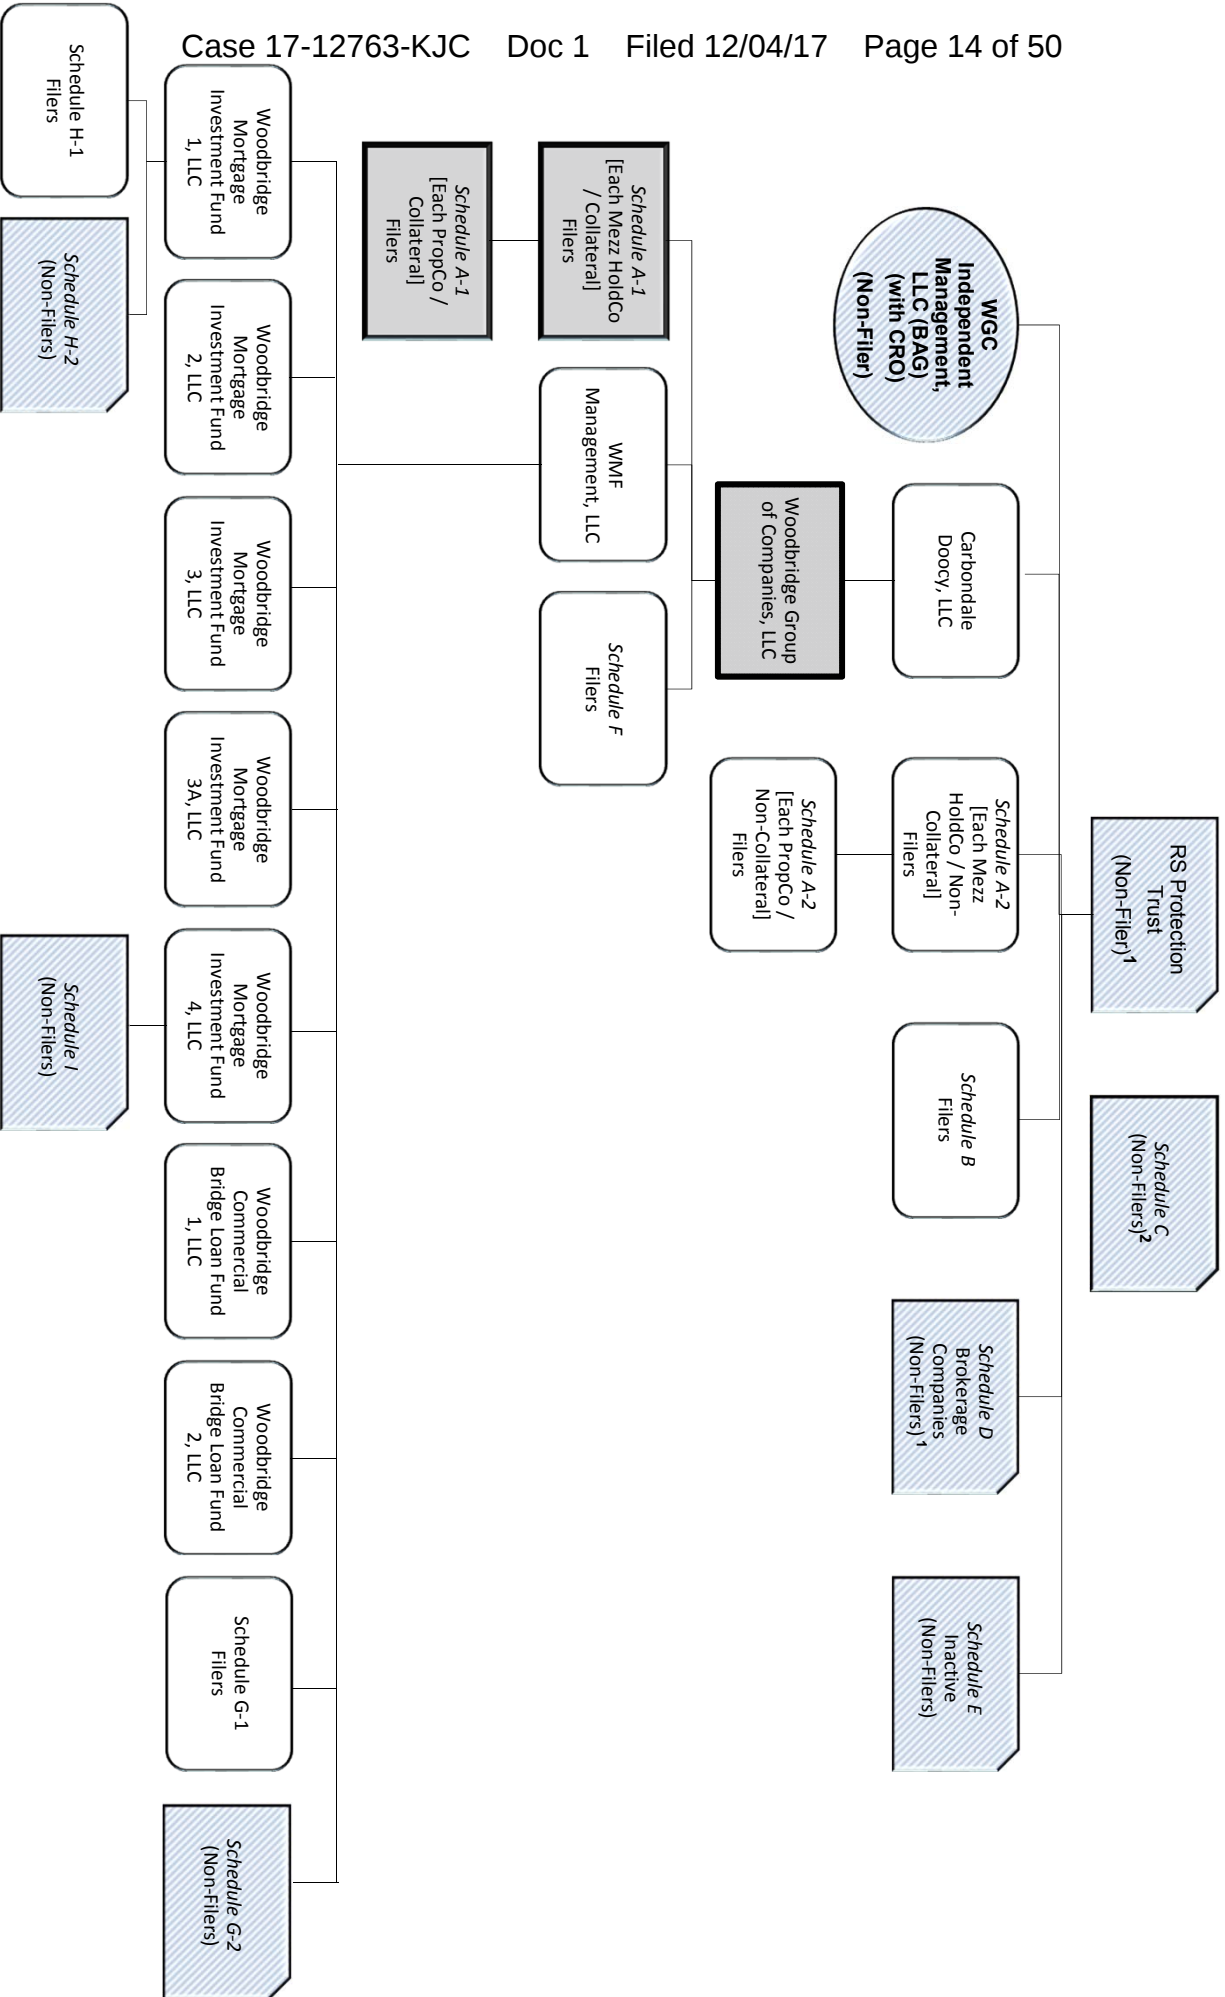 Case 17-12763-KJC Doc 1 Filed 12/04/17 Page 14 of 50
RS Protection
Trust
(Non-Filer)¹
Schedule C
(Non-Filers)²
WGC
Independent
Management,
LLC (BAG)
(with CRO)
(Non-Filer)
Carbondale
Doocy, LLC
Schedule A-2
[Each Mezz
HoldCo / Non-
Collateral]
Filers
Schedule B
Filers
Schedule D
Brokerage
Companies
(Non-Filers) ¹
Schedule E
Inactive
(Non-Filers)
Woodbridge Group
of Companies, LLC
Schedule A-2
[Each PropCo /
Non-Collateral]
Filers
Schedule A-1
[Each Mezz HoldCo
/ Collateral]
Filers
WMF
Management, LLC
Schedule F
Filers
Schedule A-1
[Each PropCo /
Collateral]
Filers
Woodbridge
Mortgage
Investment Fund
1, LLC
Woodbridge
Mortgage
Investment Fund
2, LLC
Woodbridge
Mortgage
Investment Fund
3, LLC
Woodbridge
Mortgage
Investment Fund
3A, LLC
Woodbridge
Mortgage
Investment Fund
4, LLC
Woodbridge
Commercial
Bridge Loan Fund
1, LLC
Woodbridge
Commercial
Bridge Loan Fund
2, LLC
Schedule G-1
Filers
Schedule G-2
(Non-Filers)
Schedule H-1
Filers
Schedule H-2
(Non-Filers)
Schedule I
(Non-Filers)